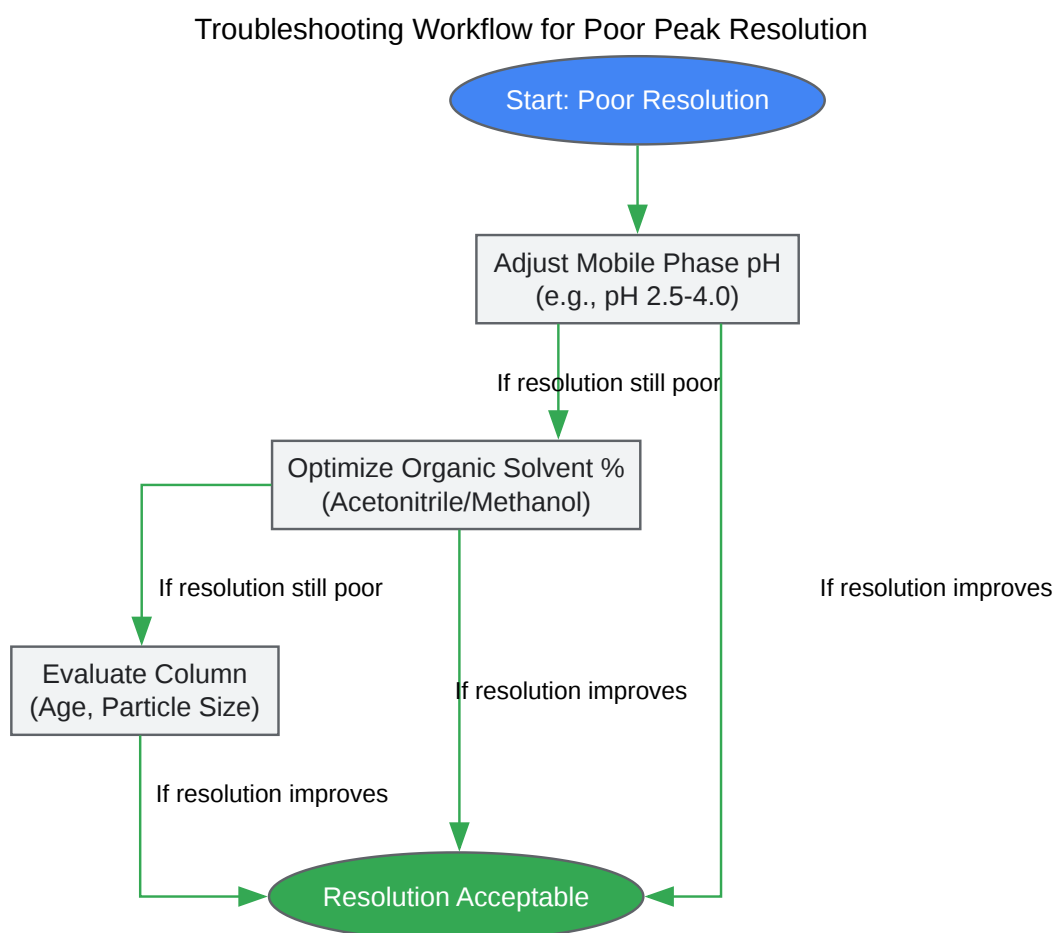 Troubleshooting Workflow for Poor Peak Resolution
Start: Poor Resolution
Adjust Mobile Phase pH
(e.g., pH 2.5-4.0)
If resolution still poor
Optimize Organic Solvent %
(Acetonitrile/Methanol)
If resolution still poor
If resolution improves
Evaluate Column
(Age, Particle Size)
If resolution improves
If resolution improves
Resolution Acceptable